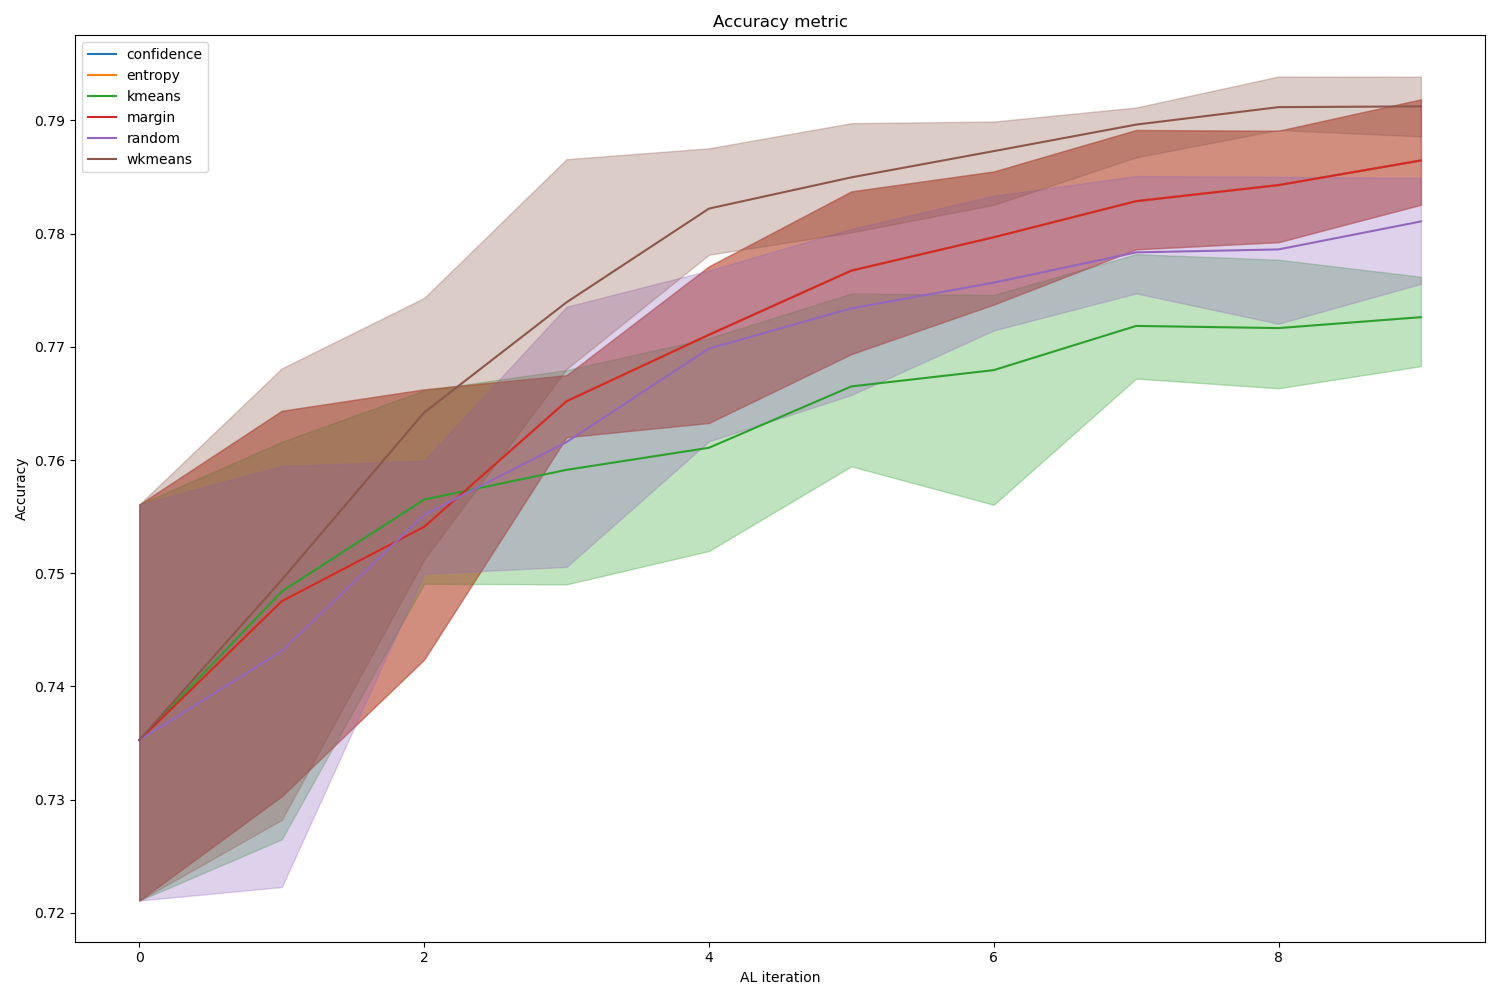 Accuracy metric
confidence
entropy
kmeans
margin
random
wkmeans
Accuracy
0.79
0.78
0.77
0.76
0.75
0.74
0.73
0.72
0 2 4 6 8
AL iteration